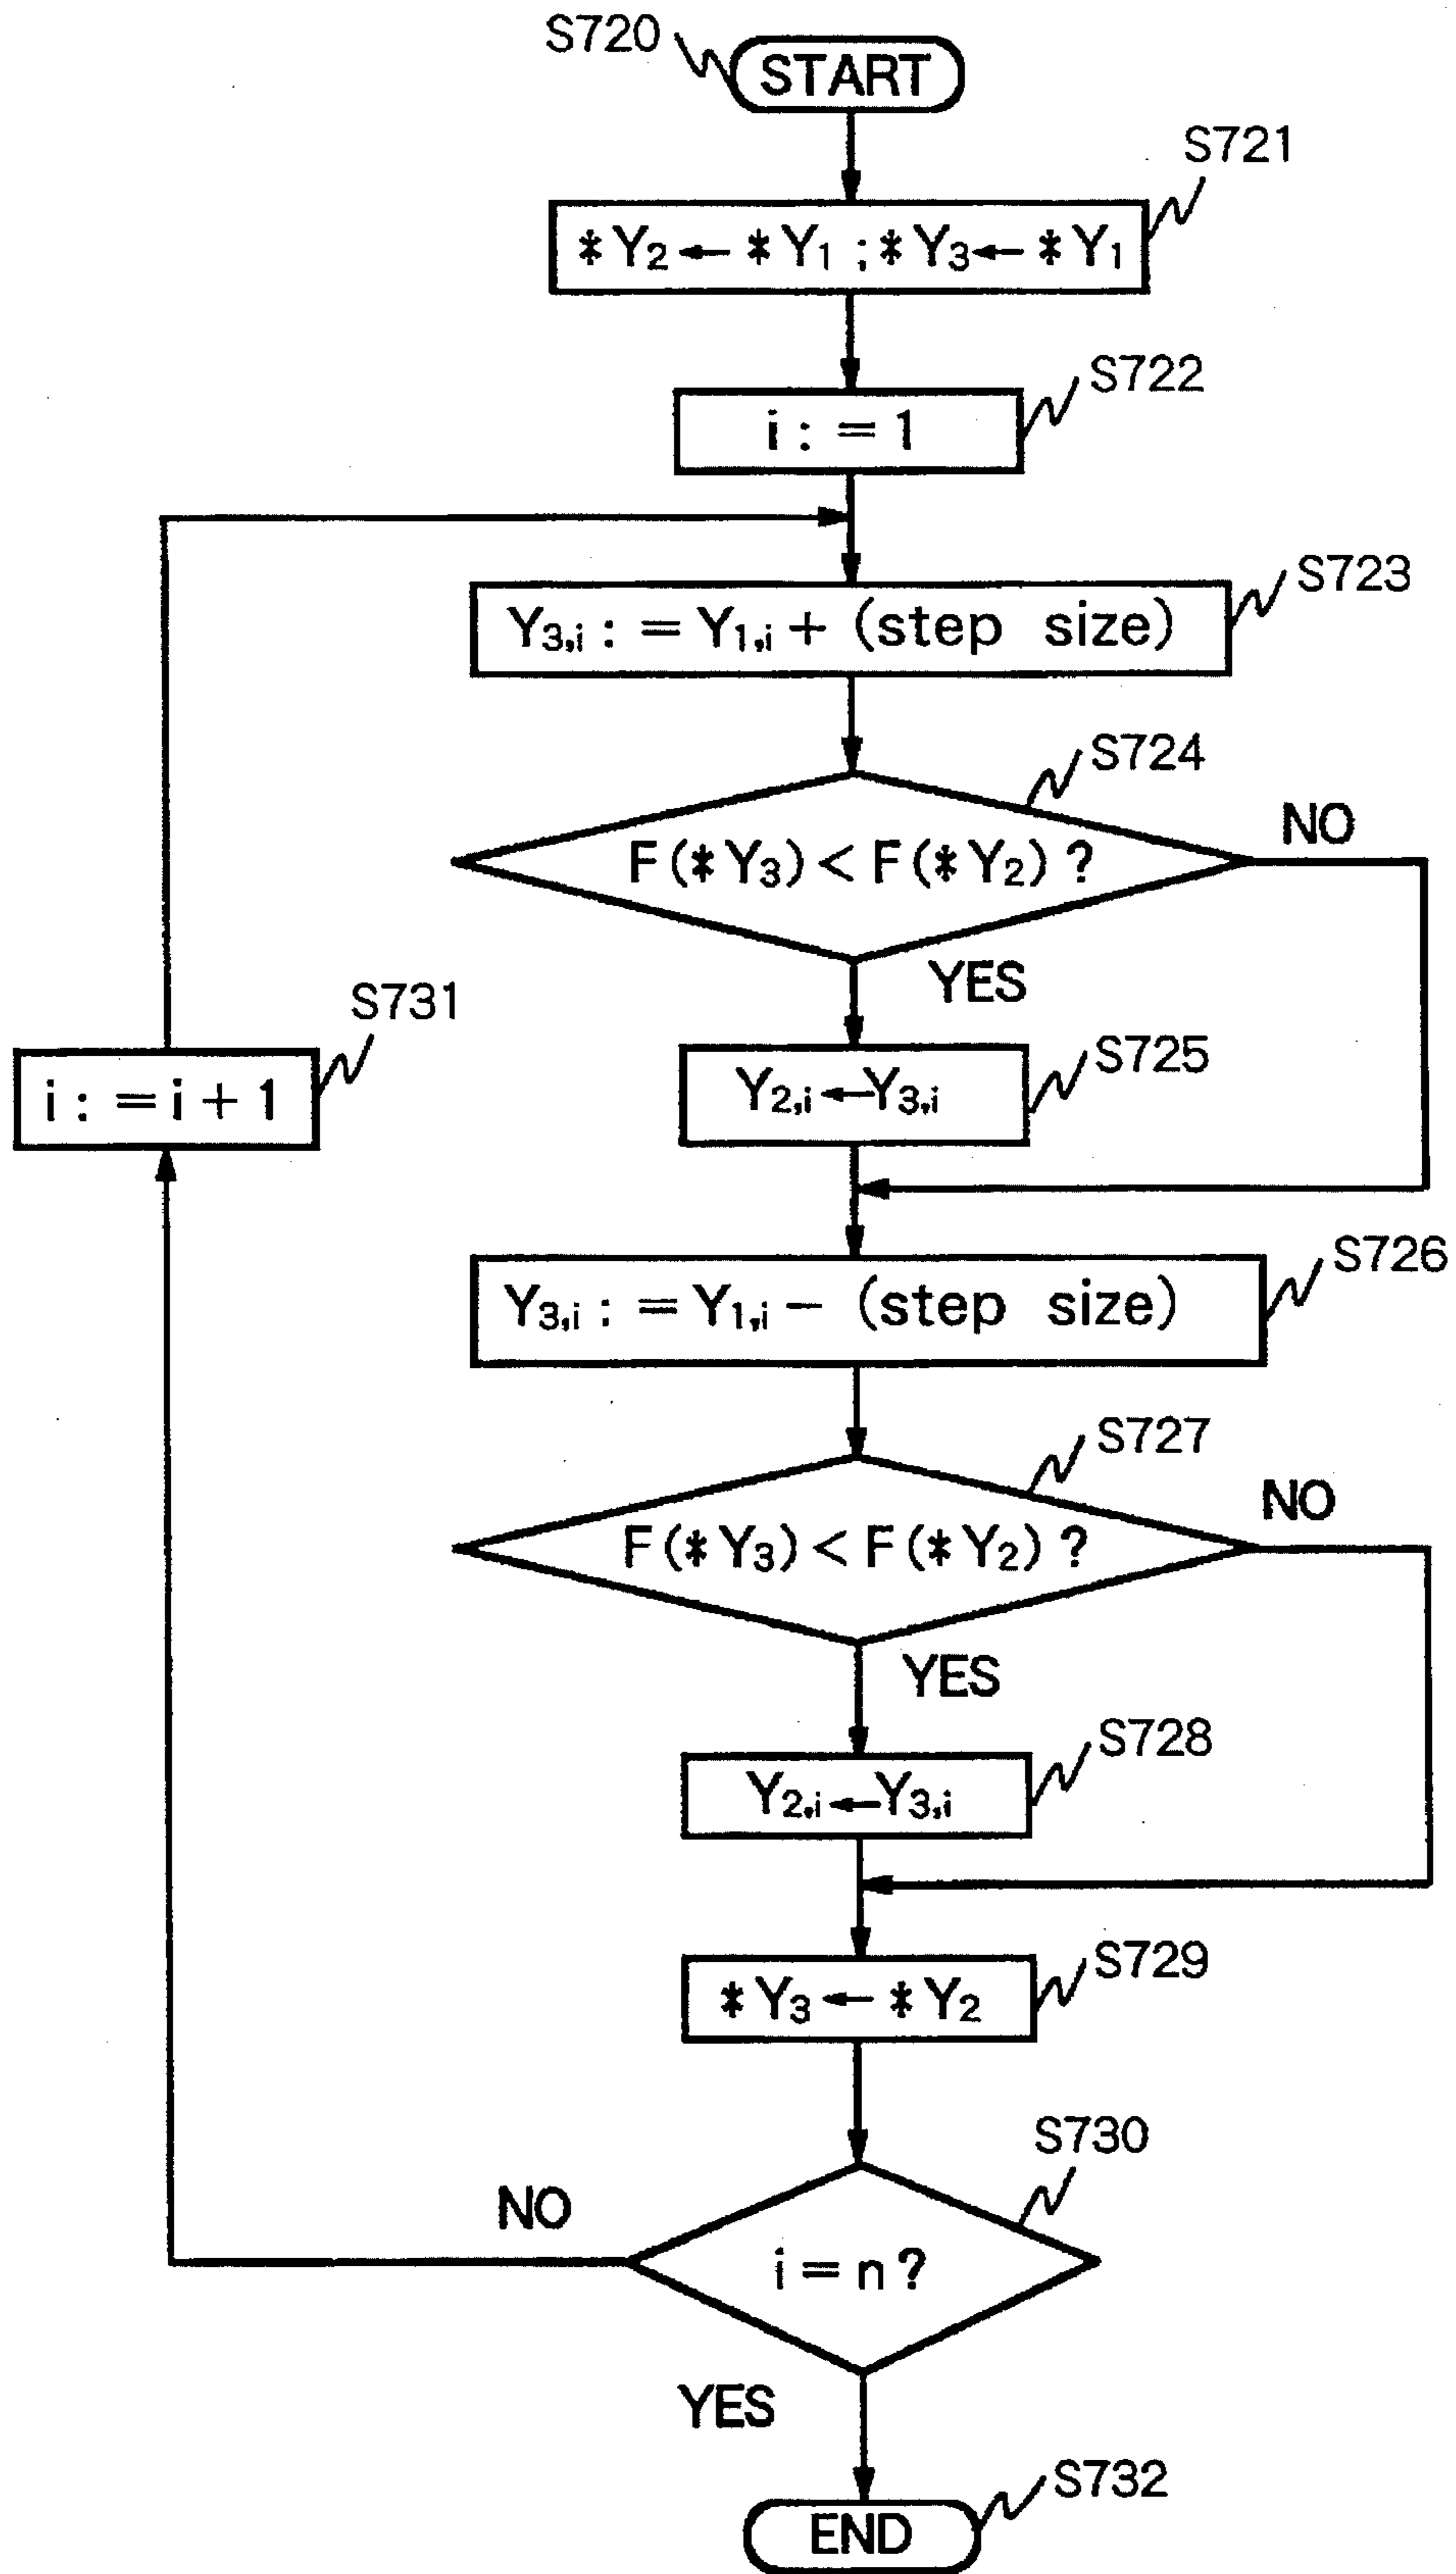 S720
START
S721
*Y₂←*Y₁ ;*Y₃←*Y₁
S722
i : = 1
S723
Y₃,ᵢ : = Y₁,ᵢ + (step size)
S724
F(*Y₃) < F(*Y₂) ?
NO
YES
S731
i : = i + 1
S725
Y₂,ᵢ←Y₃,ᵢ
S726
Y₃,ᵢ : = Y₁,ᵢ − (step size)
S727
F(*Y₃) < F(*Y₂) ?
NO
YES
S728
Y₂,ᵢ←Y₃,ᵢ
S729
*Y₃←*Y₂
S730
NO
i = n ?
YES
S732
END